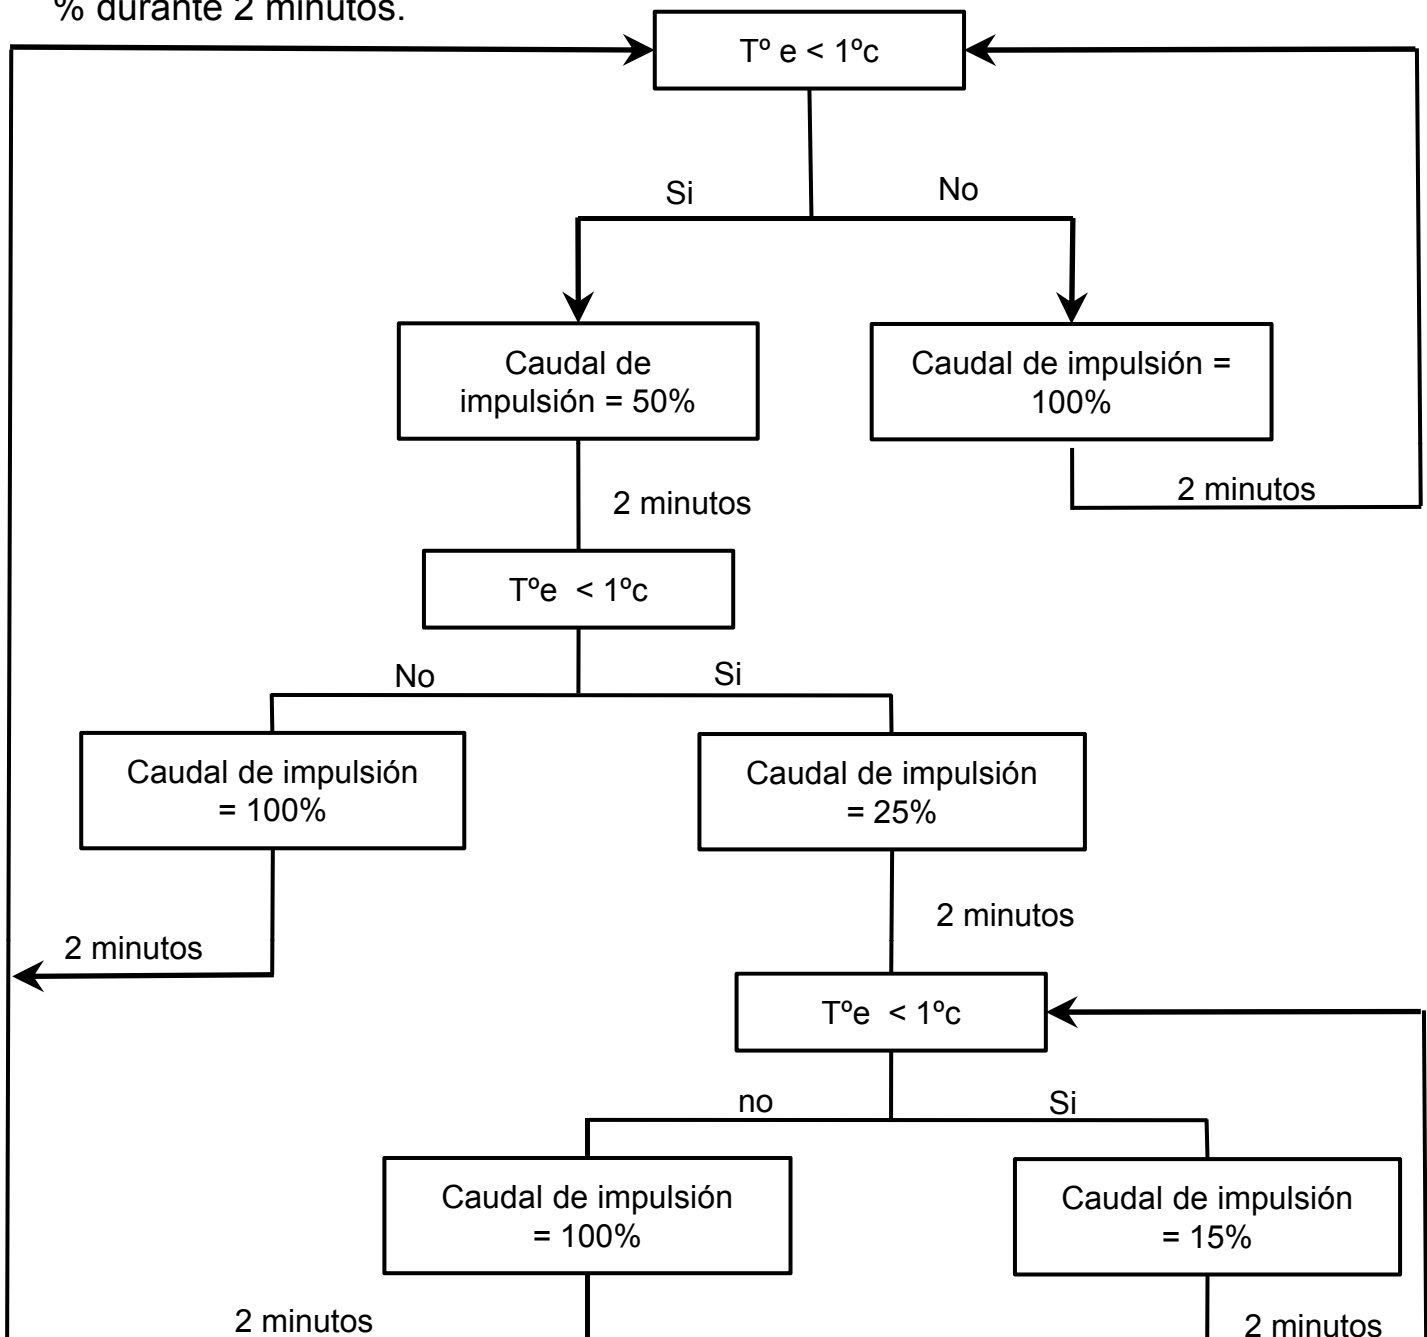 % durante 2 minutos.
Tº e < 1ºc
Si
No
Caudal de
impulsión = 50%
Caudal de impulsión =
100%
2 minutos
2 minutos
Tºe < 1ºc
No
Si
Caudal de impulsión
= 100%
Caudal de impulsión
= 25%
2 minutos
2 minutos
Tºe < 1ºc
no
Si
Caudal de impulsión
= 100%
Caudal de impulsión
= 15%
2 minutos
2 minutos